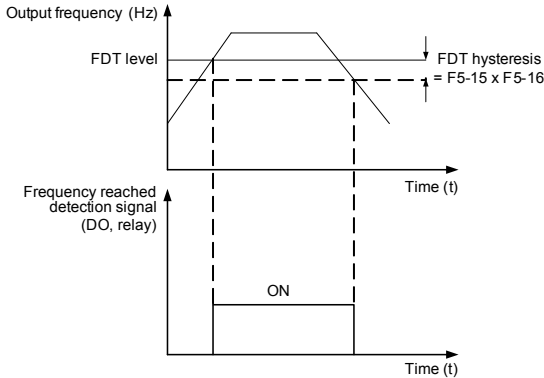 Output frequency (Hz)
FDT level
FDT hysteresis
= F5-15 x F5-16
Time (t)
Frequency reached
detection signal
(DO, relay)
ON
Time (t)